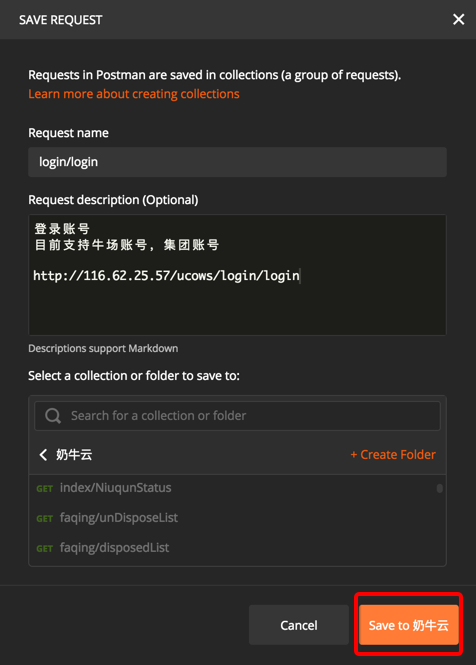 SAVE REQUEST
Requests in Postman are saved in collections (a group of requests).
Learn more about creating collections
Request name
login/login
Request description (Optional)
登录账号
目前支持牛场账号，集团账号
http://116.62.25.57/ucows/login/login
Descriptions support Markdown
Select a collection or folder to save to:
Search for a collection or folder
奶牛云 + Create Folder
GET index/NiuqunStatus
GET faqing/unDisposeList
GET faqing/disposedList
Cancel Save to 奶牛云